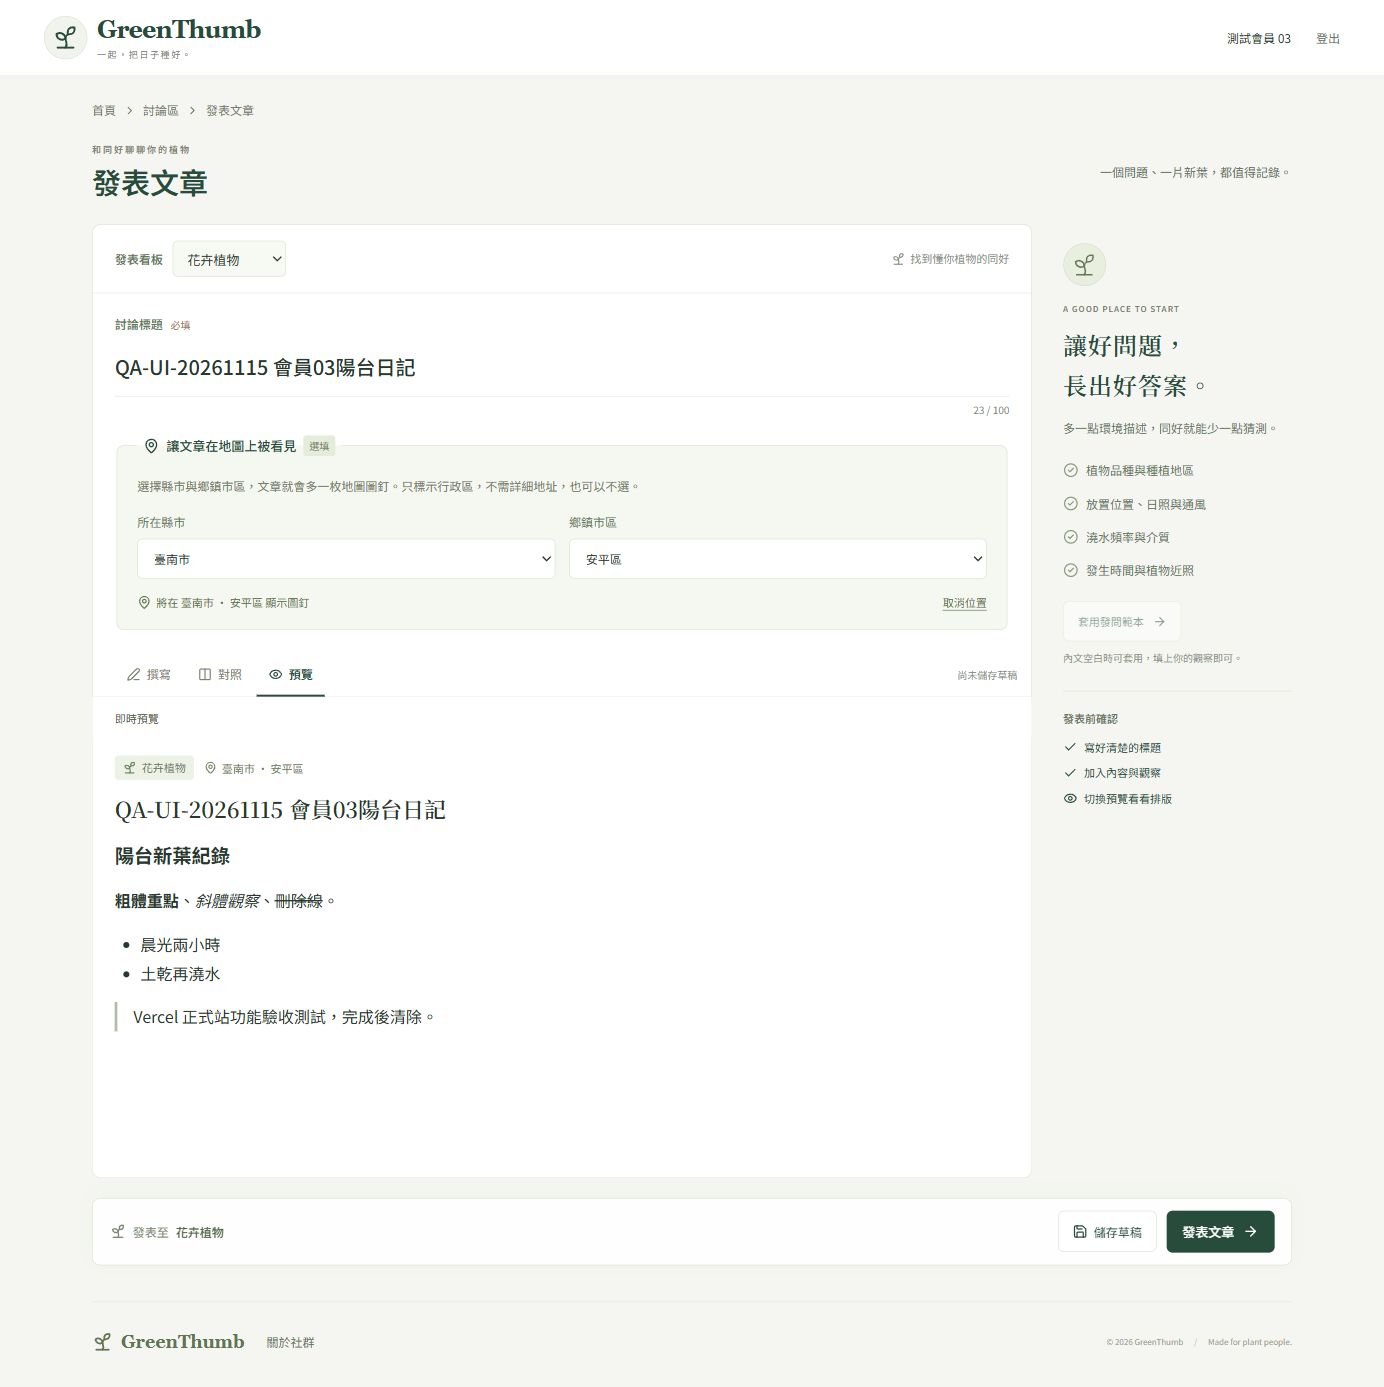 GreenThumb
一起，把日子種好。
測試會員 03
登出
首頁 > 討論區 > 發表文章
和同好聊聊你的植物
發表文章
一個問題、一片新葉，都值得記錄。
發表看板
花卉植物
找到懂你植物的同好
討論標題 必填
QA-UI-20261115 會員03陽台日記
23 / 100
讓文章在地圖上被看見 選填
選擇縣市與鄉鎮市區，文章就會多一枚地圖圖釘。只標示行政區，不需詳細地址，也可以不選。
所在縣市
臺南市
鄉鎮市區
安平區
將在 臺南市 · 安平區 顯示圖釘
取消位置
撰寫
對照
預覽
尚未儲存草稿
即時預覽
花卉植物
臺南市 · 安平區
QA-UI-20261115 會員03陽台日記
陽台新葉紀錄
粗體重點、斜體觀察、刪除線。
• 晨光兩小時
• 土乾再澆水
Vercel 正式站功能驗收測試，完成後清除。
A GOOD PLACE TO START
讓好問題，
長出好答案。
多一點環境描述，同好就能少一點猜測。
植物品種與種植地區
放置位置、日照與通風
澆水頻率與介質
發生時間與植物近照
套用發問範本
內文空白時可套用，填上你的觀察即可。
發表前確認
寫好清楚的標題
加入內容與觀察
切換預覽看看排版
發表至 花卉植物
儲存草稿
發表文章
GreenThumb
關於社群
© 2026 GreenThumb / Made for plant people.